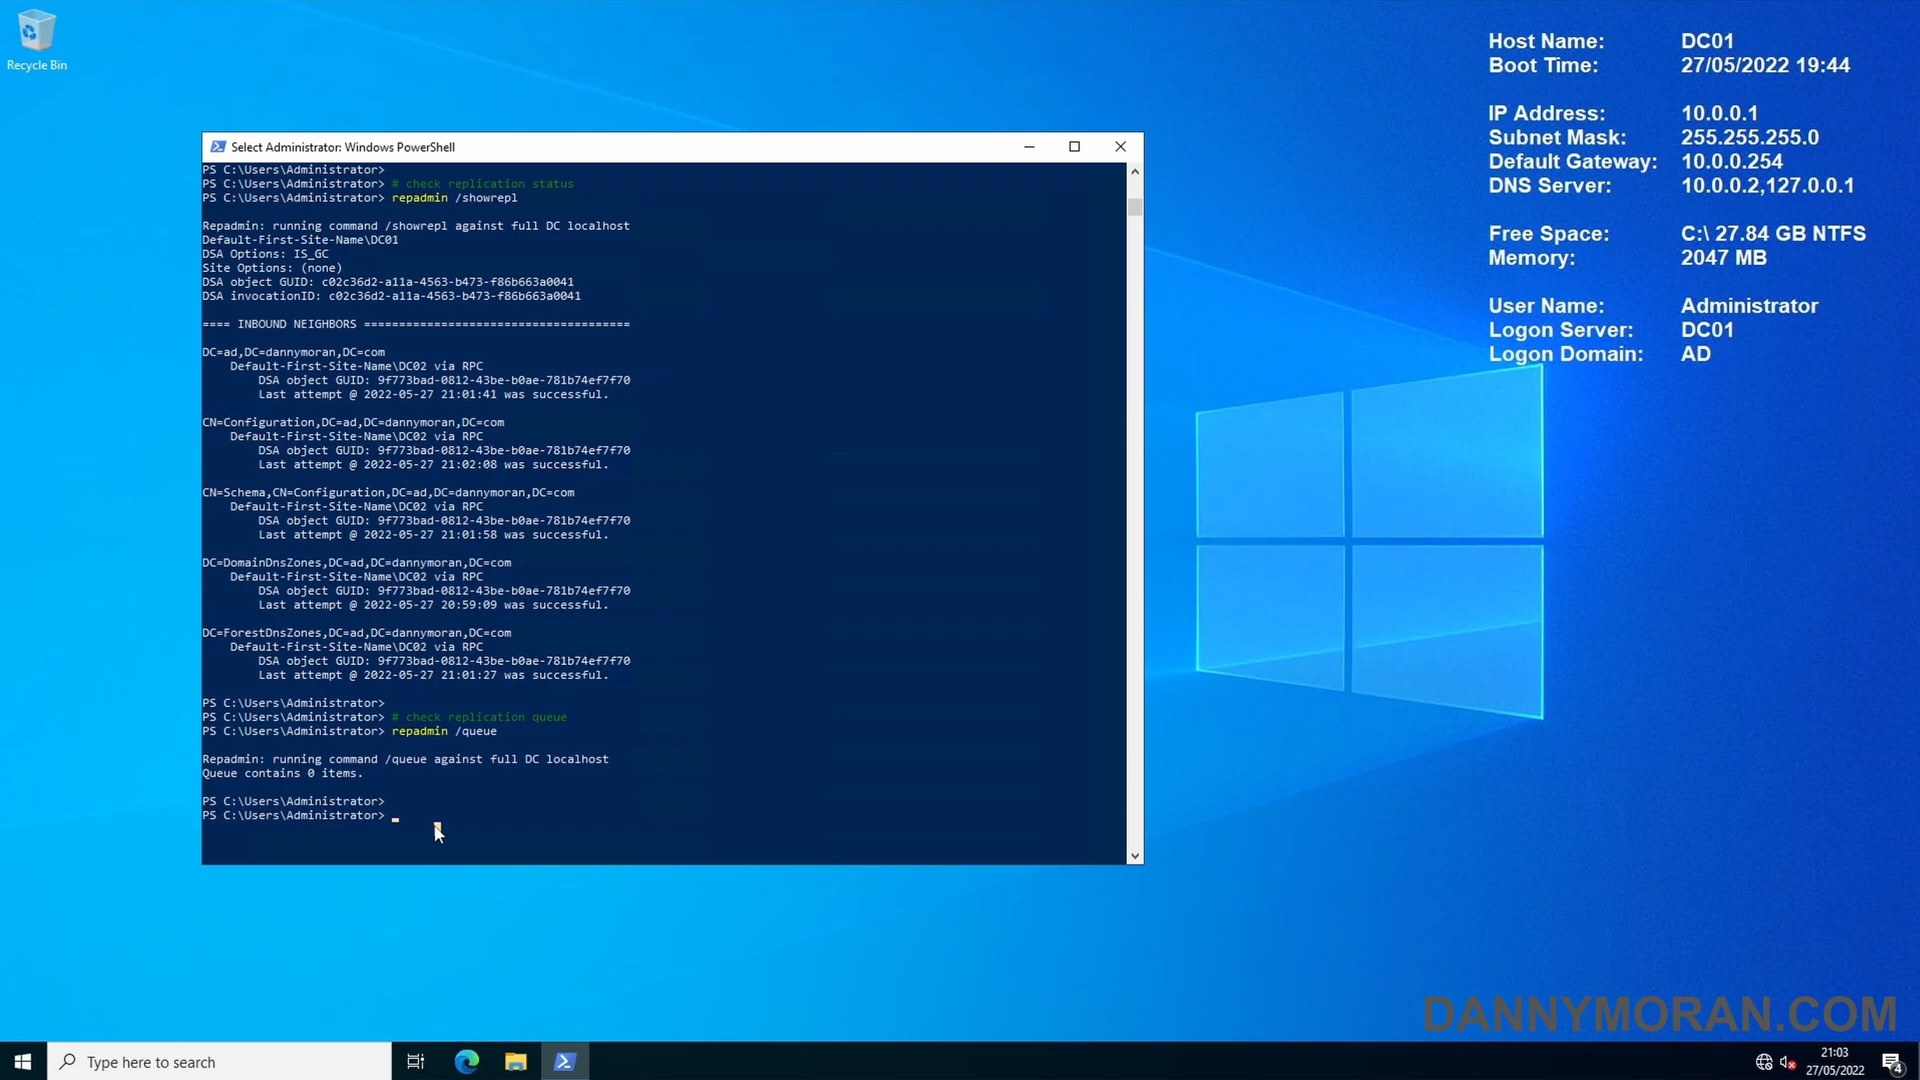 Recycle Bin
Host Name: DC01
Boot Time: 27/05/2022 19:44
IP Address: 10.0.0.1
Subnet Mask: 255.255.255.0
Default Gateway: 10.0.0.254
DNS Server: 10.0.0.2,127.0.0.1
Free Space: C:\ 27.84 GB NTFS
Memory: 2047 MB
User Name: Administrator
Logon Server: DC01
Logon Domain: AD
Select Administrator: Windows PowerShell
PS C:\Users\Administrator>
PS C:\Users\Administrator> # check replication status
PS C:\Users\Administrator> repadmin /showrepl
Repadmin: running command /showrepl against full DC localhost
Default-First-Site-Name\DC01
DSA Options: IS_GC
Site Options: (none)
DSA object GUID: c02c36d2-a11a-4563-b473-f86b663a0041
DSA invocationID: c02c36d2-a11a-4563-b473-f86b663a0041
==== INBOUND NEIGHBORS ======================================
DC=ad,DC=dannymoran,DC=com
Default-First-Site-Name\DC02 via RPC
DSA object GUID: 9f773bad-0812-43be-b0ae-781b74ef7f70
Last attempt @ 2022-05-27 21:01:41 was successful.
CN=Configuration,DC=ad,DC=dannymoran,DC=com
Default-First-Site-Name\DC02 via RPC
DSA object GUID: 9f773bad-0812-43be-b0ae-781b74ef7f70
Last attempt @ 2022-05-27 21:02:08 was successful.
CN=Schema,CN=Configuration,DC=ad,DC=dannymoran,DC=com
Default-First-Site-Name\DC02 via RPC
DSA object GUID: 9f773bad-0812-43be-b0ae-781b74ef7f70
Last attempt @ 2022-05-27 21:01:58 was successful.
DC=DomainDnsZones,DC=ad,DC=dannymoran,DC=com
Default-First-Site-Name\DC02 via RPC
DSA object GUID: 9f773bad-0812-43be-b0ae-781b74ef7f70
Last attempt @ 2022-05-27 20:59:09 was successful.
DC=ForestDnsZones,DC=ad,DC=dannymoran,DC=com
Default-First-Site-Name\DC02 via RPC
DSA object GUID: 9f773bad-0812-43be-b0ae-781b74ef7f70
Last attempt @ 2022-05-27 21:01:27 was successful.
PS C:\Users\Administrator>
PS C:\Users\Administrator> # check replication queue
PS C:\Users\Administrator> repadmin /queue
Repadmin: running command /queue against full DC localhost
Queue contains 0 items.
PS C:\Users\Administrator>
PS C:\Users\Administrator>
DANNYMORAN.COM
Type here to search
21:03
27/05/2022
4